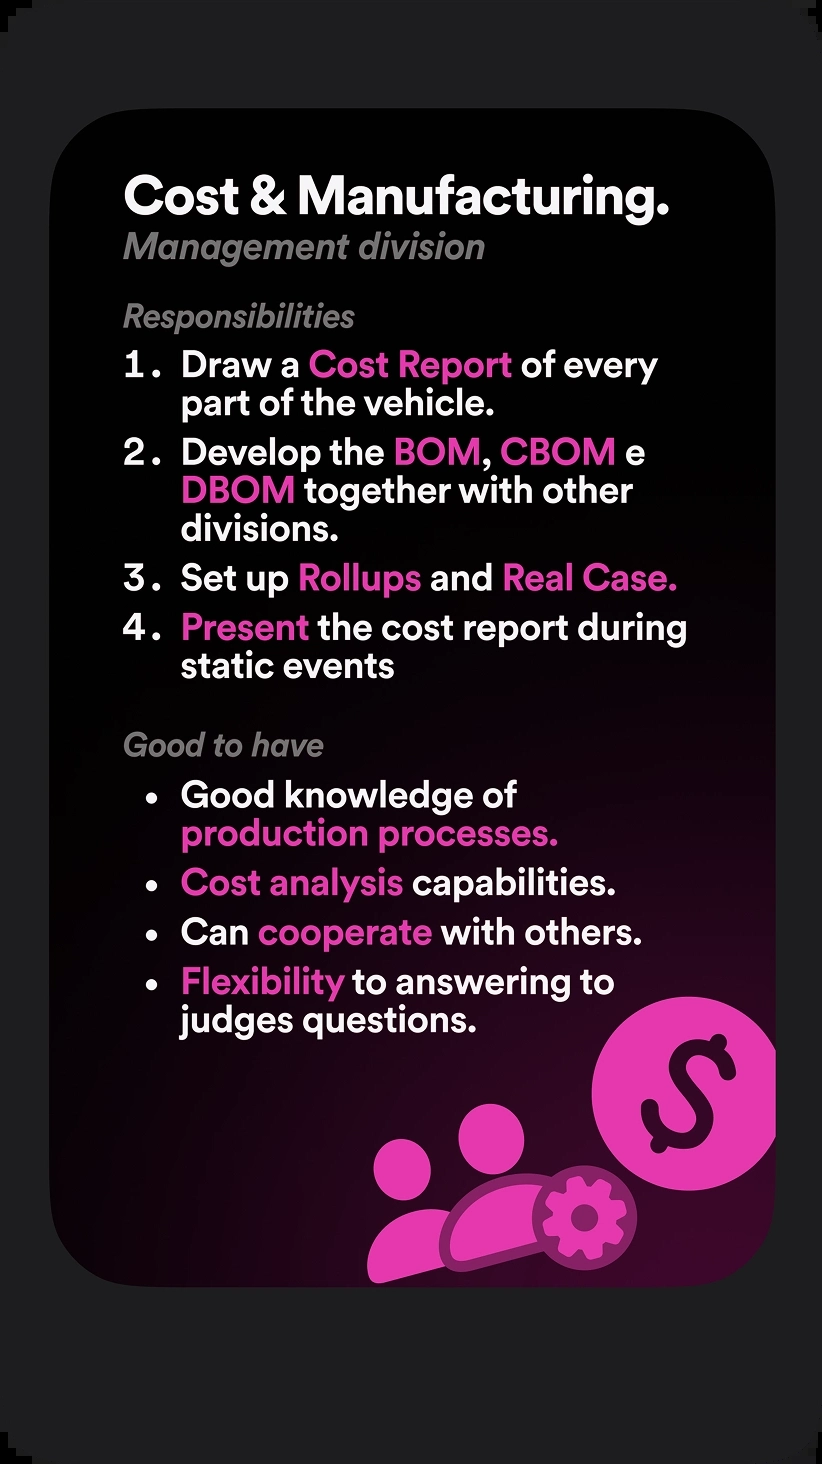 Cost & Manufacturing.
Management division
Responsibilities
1. Draw a Cost Report of every
part of the vehicle.
2. Develop the BOM, CBOM e
DBOM together with other
divisions.
3. Set up Rollups and Real Case.
4. Present the cost report during
static events
Good to have
• Good knowledge of
production processes.
• Cost analysis capabilities.
• Can cooperate with others.
• Flexibility to answering to
judges questions.
$